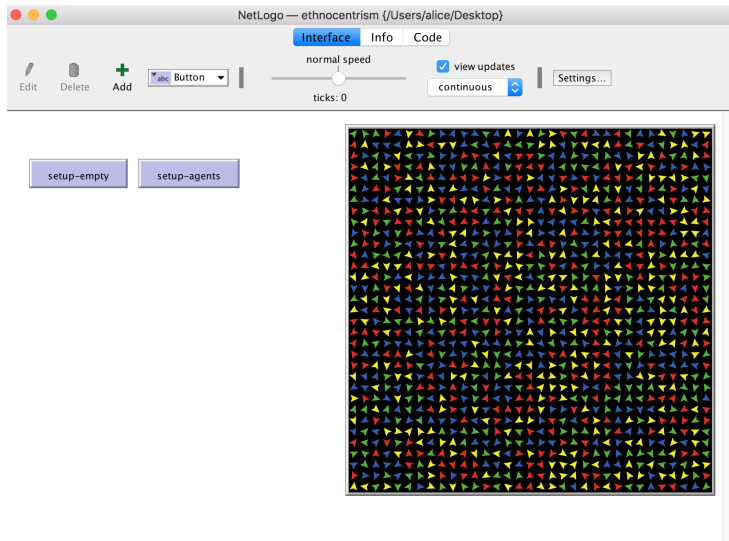 NetLogo — ethnocentrism {/Users/alice/Desktop}
Interface Info Code
normal speed
view updates
Edit Delete Add abc Button continuous Settings...
ticks: 0
setup-empty setup-agents